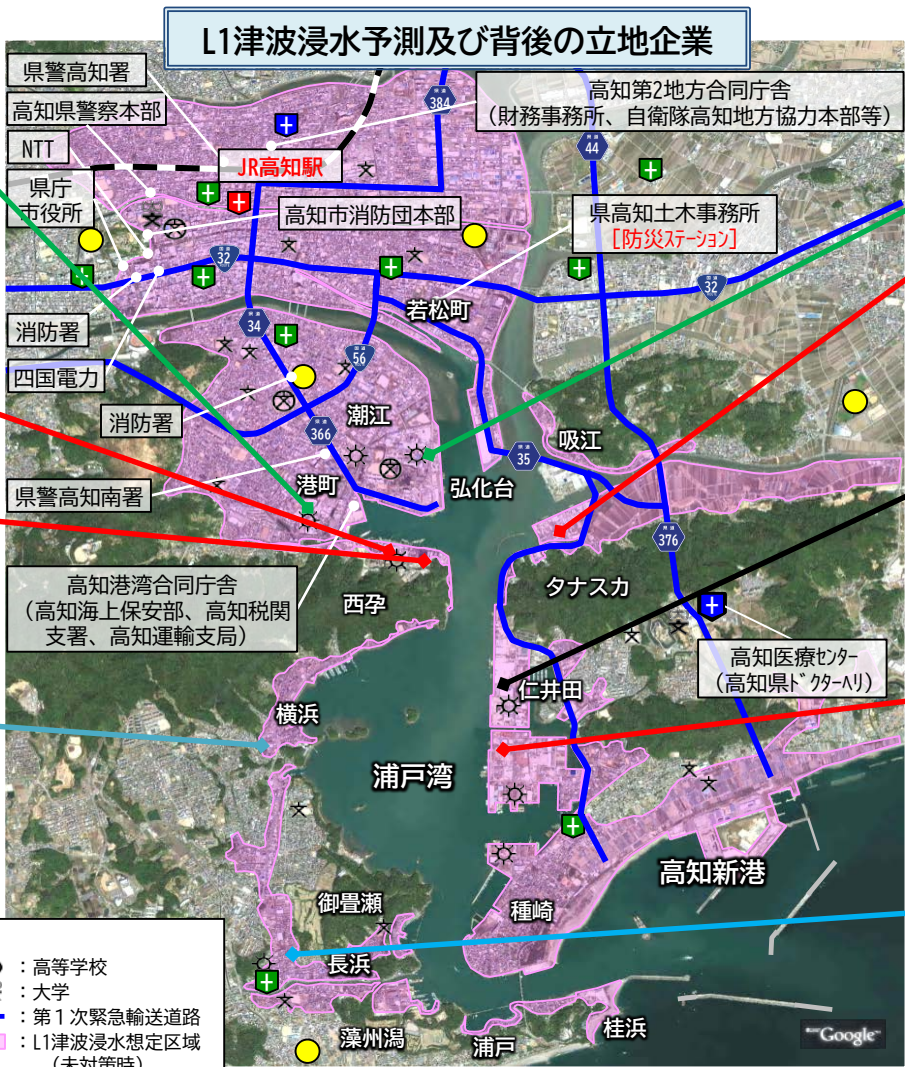 L1津波浸水予測及び背後の立地企業
県警高知署
高知県警察本部
NTT
県庁
市役所
JR高知駅
384
高知第2地方合同庁舎
(財務事務所、自衛隊高知地方協力本部等)
44
高知市消防団本部
県高知土木事務所
[防災ステーション]
国道
32
国道
32
消防署
四国電力
若松町
34
56
消防署
潮江
366
県警高知南署
港町
弘化台
35
吸江
376
高知港湾合同庁舎
(高知海上保安部、高知税関
支署、高知運輸支局)
西孕
タナスカ
高知医療センター
(高知県ドクターヘリ)
仁井田
横浜
浦戸湾
高知新港
御畳瀬
種崎
長浜
藻州潟
浦戸
桂浜
:高等学校
:大学
:第1次緊急輸送道路
:L1津波浸水想定区域
(未対策時)
Google